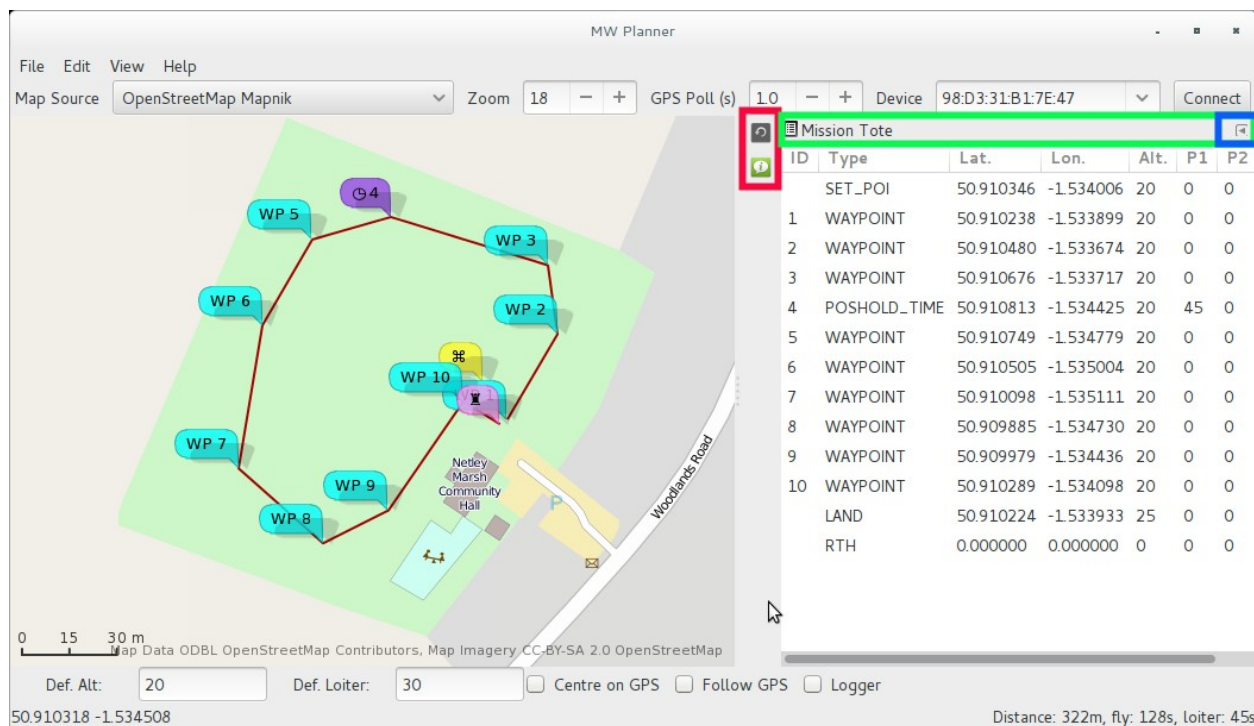 MW Planner
File Edit View Help
Map Source OpenStreetMap Mapnik Zoom 18 − + GPS Poll (s) 1.0 − + Device 98:D3:31:B1:7E:47 Connect
Mission Tote
ID Type Lat. Lon. Alt. P1 P2
SET_POI 50.910346 -1.534006 20 0 0
1 WAYPOINT 50.910238 -1.533899 20 0 0
2 WAYPOINT 50.910480 -1.533674 20 0 0
3 WAYPOINT 50.910676 -1.533717 20 0 0
4 POSHOLD_TIME 50.910813 -1.534425 20 45 0
5 WAYPOINT 50.910749 -1.534779 20 0 0
6 WAYPOINT 50.910505 -1.535004 20 0 0
7 WAYPOINT 50.910098 -1.535111 20 0 0
8 WAYPOINT 50.909885 -1.534730 20 0 0
9 WAYPOINT 50.909979 -1.534436 20 0 0
10 WAYPOINT 50.910289 -1.534098 20 0 0
LAND 50.910224 -1.533933 25 0 0
RTH 0.000000 0.000000 0 0 0
4
WP 5
WP 3
WP 6
WP 2
WP 10
WP 7
WP 9
WP 8
Netley
Marsh
Community
Hall
P
Woodlands Road
0 15 30 m
Map Data ODBL OpenStreetMap Contributors, Map Imagery CC-BY-SA 2.0 OpenStreetMap
Def. Alt: 20 Def. Loiter: 30 Centre on GPS Follow GPS Logger
50.910318 -1.534508 Distance: 322m, fly: 128s, loiter: 45s